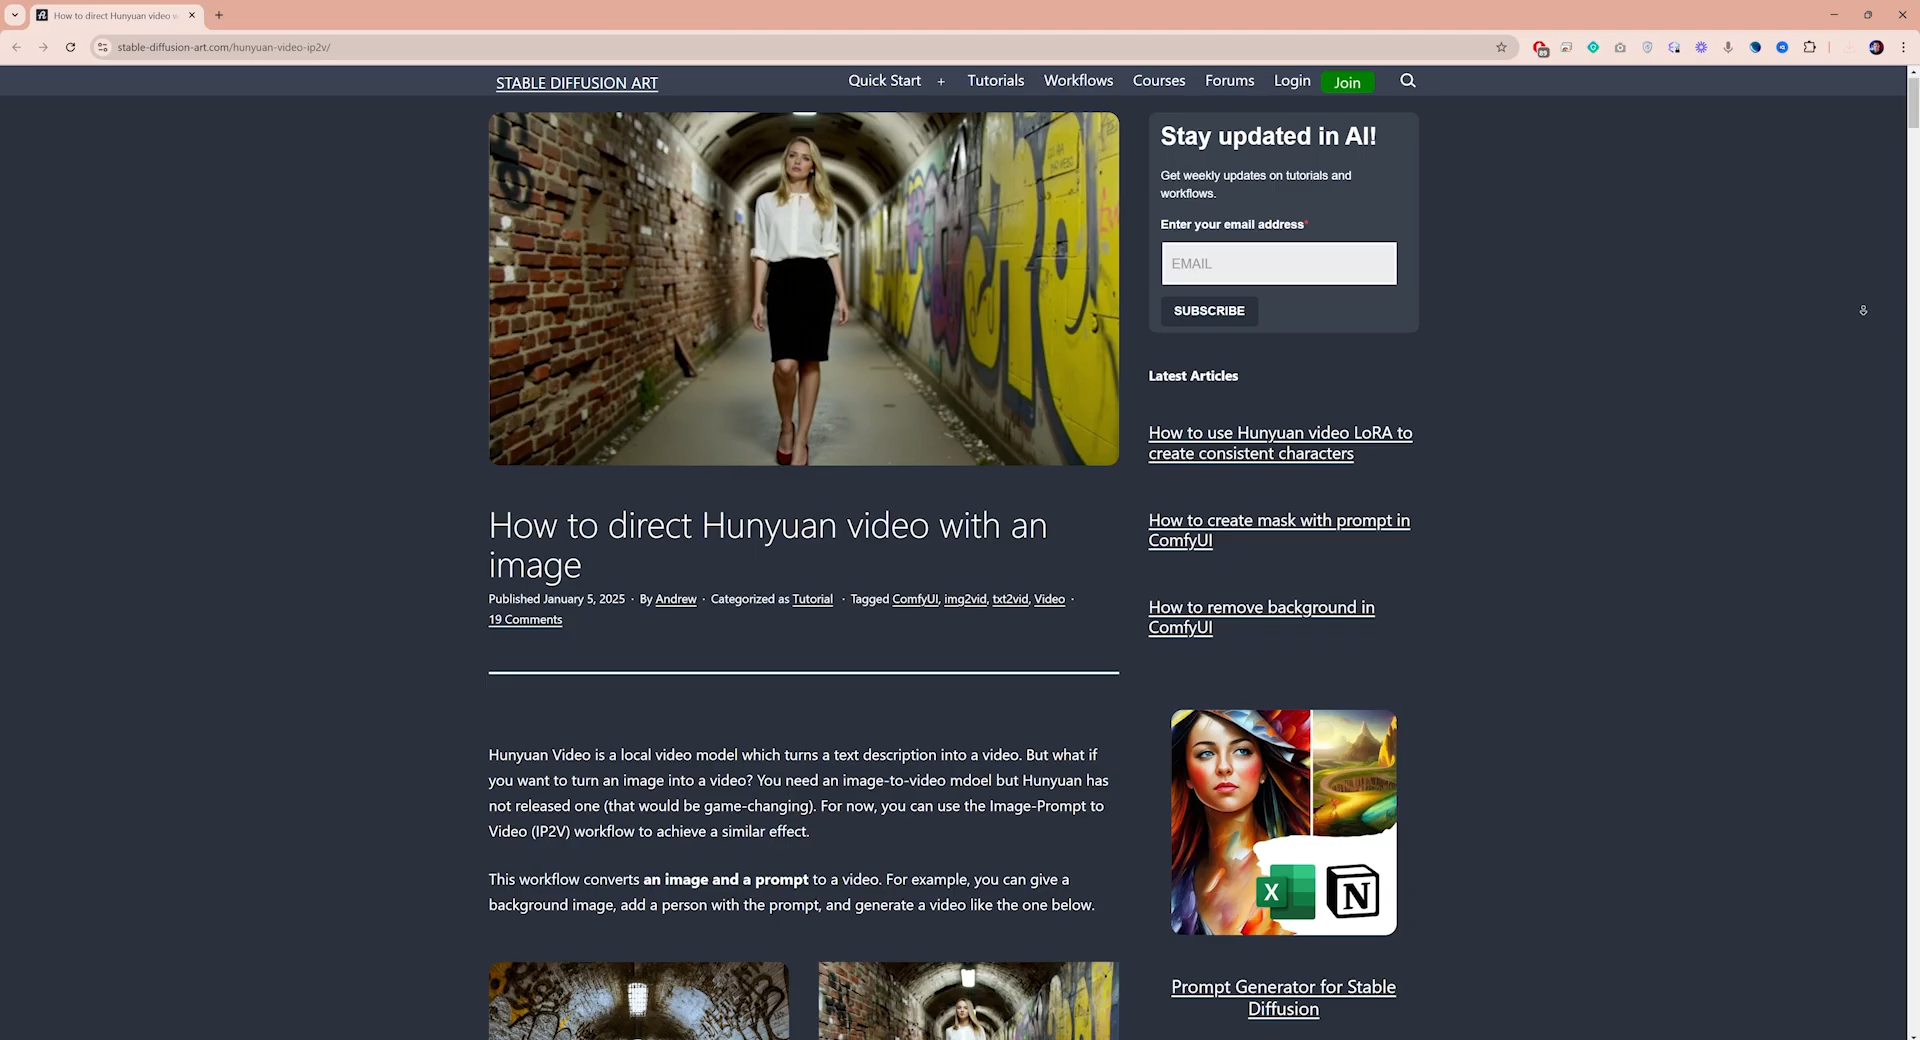 How to direct Hunyuan video w
stable-diffusion-art.com/hunyuan-video-ip2v/
89
STABLE DIFFUSION ART
Quick Start + Tutorials Workflows Courses Forums Login Join
How to direct Hunyuan video with an
image
Published January 5, 2025 · By Andrew · Categorized as Tutorial · Tagged ComfyUI, img2vid, txt2vid, Video ·
19 Comments
Hunyuan Video is a local video model which turns a text description into a video. But what if
you want to turn an image into a video? You need an image-to-video mdoel but Hunyuan has
not released one (that would be game-changing). For now, you can use the Image-Prompt to
Video (IP2V) workflow to achieve a similar effect.
This workflow converts an image and a prompt to a video. For example, you can give a
background image, add a person with the prompt, and generate a video like the one below.
Stay updated in AI!
Get weekly updates on tutorials and
workflows.
Enter your email address*
EMAIL
SUBSCRIBE
Latest Articles
How to use Hunyuan video LoRA to
create consistent characters
How to create mask with prompt in
ComfyUI
How to remove background in
ComfyUI
X
N
Prompt Generator for Stable
Diffusion